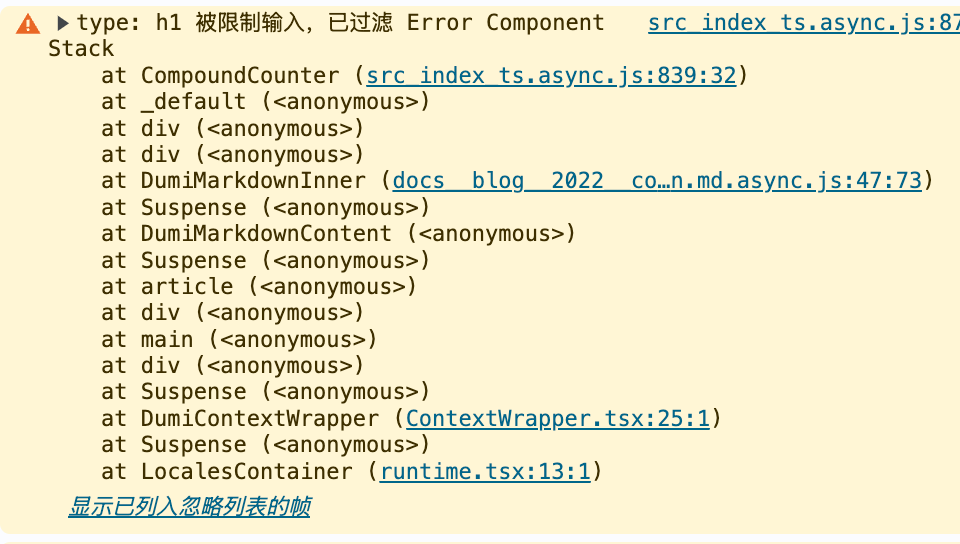 type: h1 被限制输入，已过滤 Error Component src_index_ts.async.js:87
Stack
at CompoundCounter (src_index_ts.async.js:839:32)
at _default (<anonymous>)
at div (<anonymous>)
at div (<anonymous>)
at DumiMarkdownInner (docs__blog__2022__co…n.md.async.js:47:73)
at Suspense (<anonymous>)
at DumiMarkdownContent (<anonymous>)
at Suspense (<anonymous>)
at article (<anonymous>)
at div (<anonymous>)
at main (<anonymous>)
at div (<anonymous>)
at Suspense (<anonymous>)
at DumiContextWrapper (ContextWrapper.tsx:25:1)
at Suspense (<anonymous>)
at LocalesContainer (runtime.tsx:13:1)
显示已列入忽略列表的帧